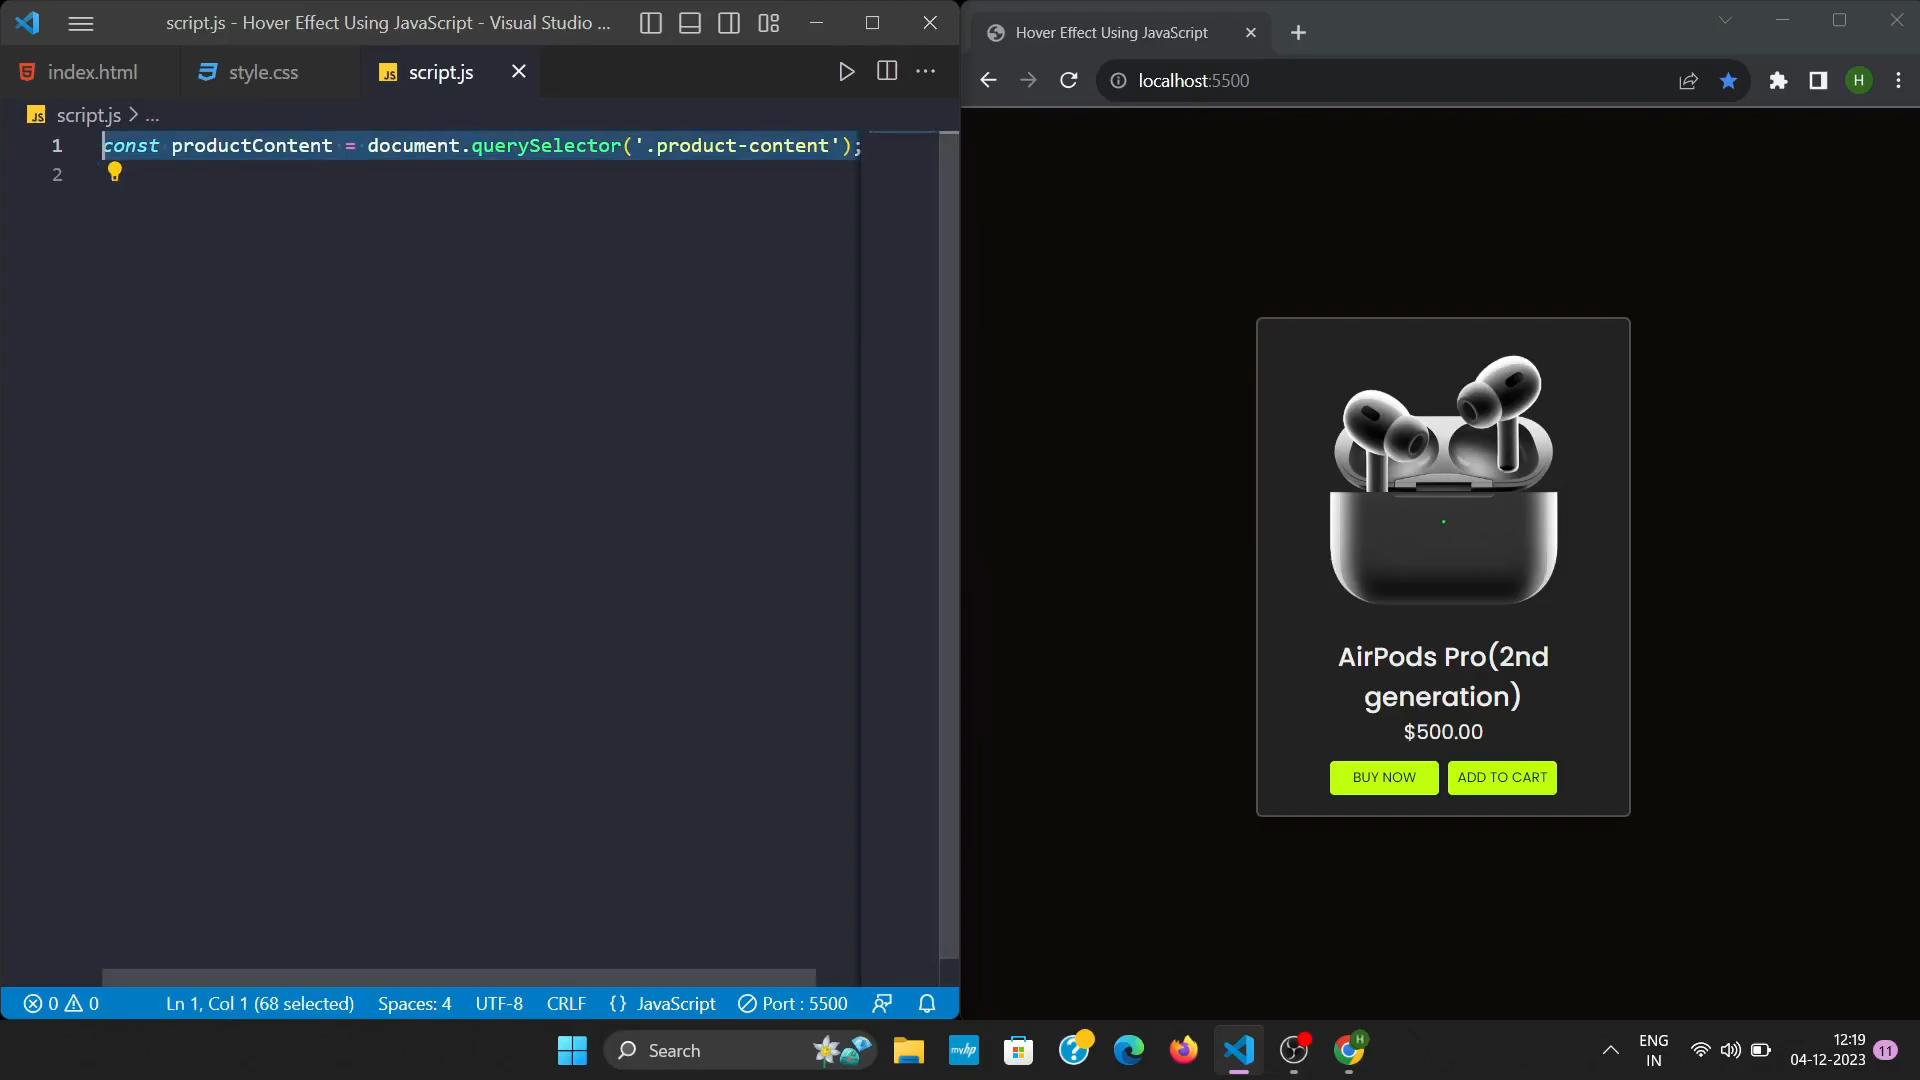 script.js - Hover Effect Using JavaScript - Visual Studio ...
index.html
style.css
JS script.js
JS script.js > ...
1 const productContent = document.querySelector('.product-content');
2
0 0 Ln 1, Col 1 (68 selected) Spaces: 4 UTF-8 CRLF {} JavaScript Port : 5500
Hover Effect Using JavaScript
localhost:5500
H
AirPods Pro(2nd
generation)
$500.00
BUY NOW ADD TO CART
Search
myhp
H
ENG
IN
12:19
04-12-2023
11